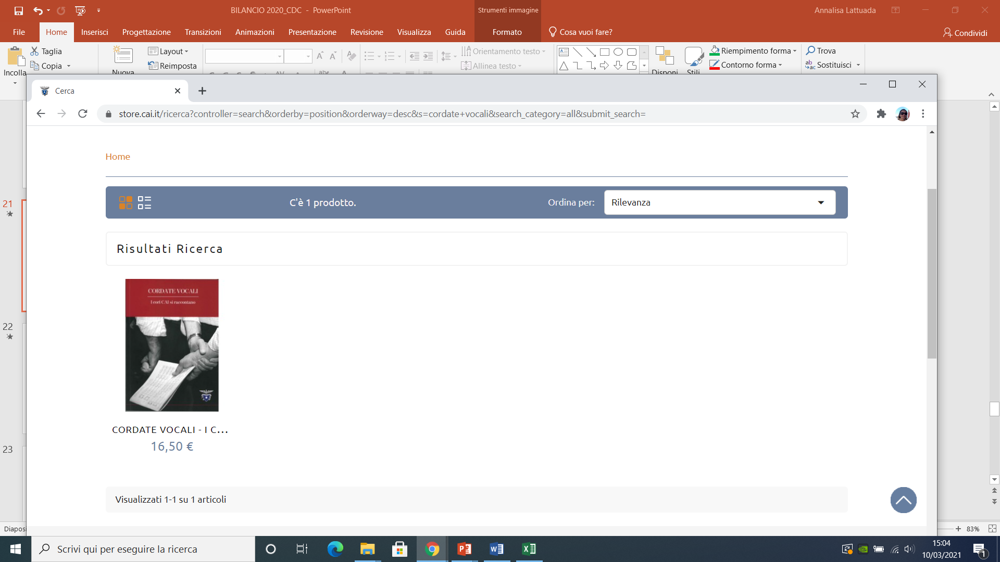 BILANCIO 2020_CDC - PowerPoint
Strumenti immagine
Annalisa Lattuada
File
Home
Inserisci
Progettazione
Transizioni
Animazioni
Presentazione
Revisione
Visualizza
Guida
Formato
Cosa vuoi fare?
Condividi
Incolla
Taglia
Copia
Nuova
Layout
Reimposta
Orientamento testo
Allinea testo
Disponi
Stili
Riempimento forma
Contorno forma
Trova
Sostituisci
Cerca
store.cai.it/ricerca?controller=search&orderby=position&orderway=desc&s=cordate+vocali&search_category=all&submit_search=
Home
C'è 1 prodotto.
Ordina per:
Rilevanza
Risultati Ricerca
CORDATE VOCALI
I cori CAI si raccontano
CORDATE VOCALI - I C...
16,50 €
Visualizzati 1-1 su 1 articoli
21
22
23
Diaposi
83%
Scrivi qui per eseguire la ricerca
15:04
10/03/2021
1